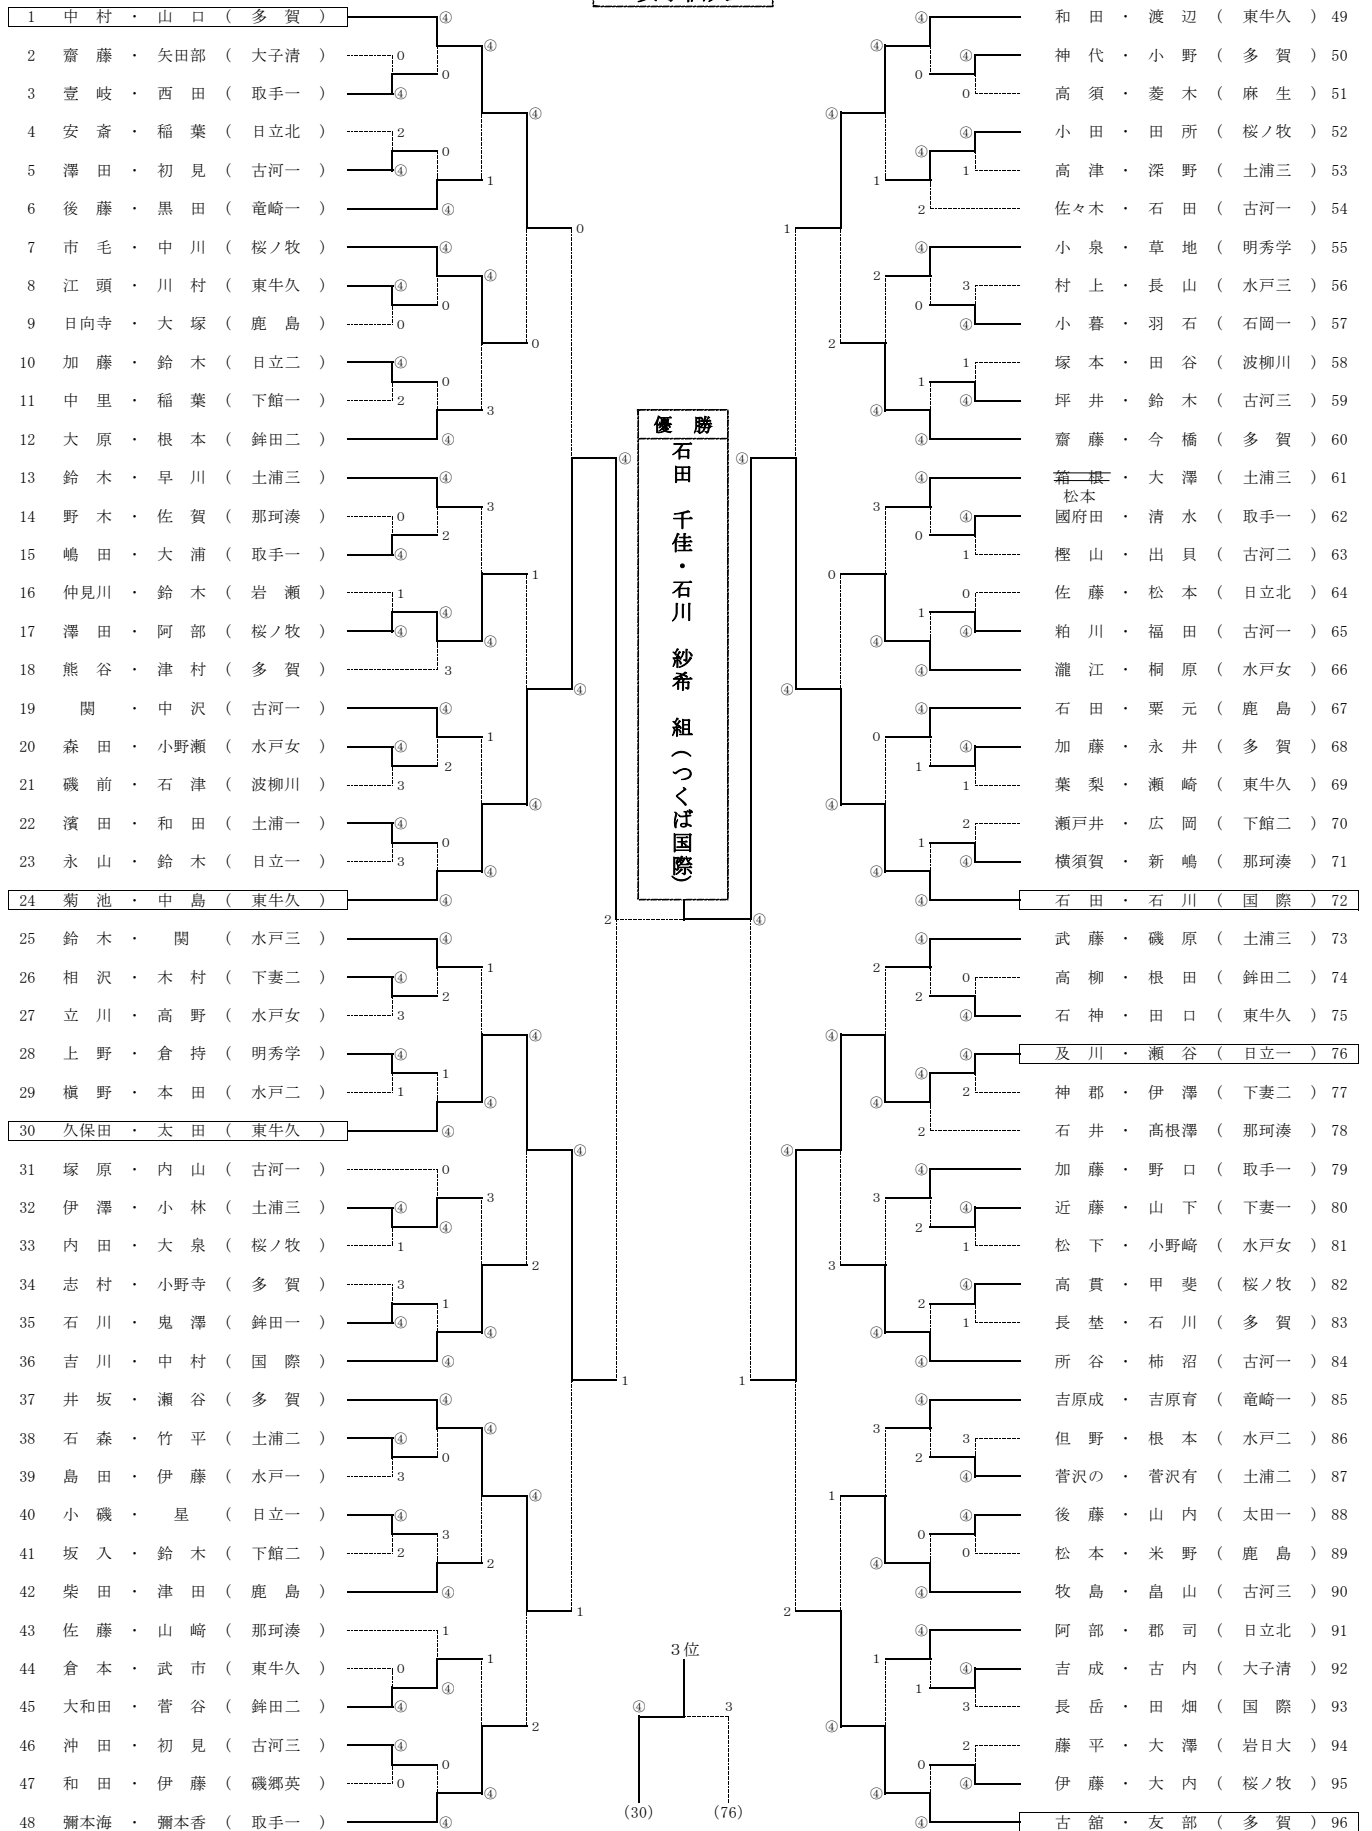 1 中 村 ・ 山 口 ( 多 賀 )
2 齋 藤 ・ 矢田部 ( 大子清 )
3 壹 岐 ・ 西 田 ( 取手一 )
4 安 斎 ・ 稲 葉 ( 日立北 )
5 澤 田 ・ 初 見 ( 古河一 )
6 後 藤 ・ 黒 田 ( 竜崎一 )
7 市 毛 ・ 中 川 ( 桜ノ牧 )
8 江 頭 ・ 川 村 ( 東牛久 )
9 日向寺 ・ 大 塚 ( 鹿 島 )
10 加 藤 ・ 鈴 木 ( 日立二 )
11 中 里 ・ 稲 葉 ( 下館一 )
12 大 原 ・ 根 本 ( 鉾田二 )
13 鈴 木 ・ 早 川 ( 土浦三 )
14 野 木 ・ 佐 賀 ( 那珂湊 )
15 嶋 田 ・ 大 浦 ( 取手一 )
16 仲見川 ・ 鈴 木 ( 岩 瀬 )
17 澤 田 ・ 阿 部 ( 桜ノ牧 )
18 熊 谷 ・ 津 村 ( 多 賀 )
19 関 ・ 中 沢 ( 古河一 )
20 森 田 ・ 小野瀬 ( 水戸女 )
21 磯 前 ・ 石 津 ( 波柳川 )
22 濱 田 ・ 和 田 ( 土浦一 )
23 永 山 ・ 鈴 木 ( 日立一 )
24 菊 池 ・ 中 島 ( 東牛久 )
25 鈴 木 ・ 関 ( 水戸三 )
26 相 沢 ・ 木 村 ( 下妻二 )
27 立 川 ・ 高 野 ( 水戸女 )
28 上 野 ・ 倉 持 ( 明秀学 )
29 槇 野 ・ 本 田 ( 水戸二 )
30 久保田 ・ 太 田 ( 東牛久 )
31 塚 原 ・ 内 山 ( 古河一 )
32 伊 澤 ・ 小 林 ( 土浦三 )
33 内 田 ・ 大 泉 ( 桜ノ牧 )
34 志 村 ・ 小野寺 ( 多 賀 )
35 石 川 ・ 鬼 澤 ( 鉾田一 )
36 吉 川 ・ 中 村 ( 国 際 )
37 井 坂 ・ 瀬 谷 ( 多 賀 )
38 石 森 ・ 竹 平 ( 土浦二 )
39 島 田 ・ 伊 藤 ( 水戸一 )
40 小 磯 ・ 星 ( 日立一 )
41 坂 入 ・ 鈴 木 ( 下館二 )
42 柴 田 ・ 津 田 ( 鹿 島 )
43 佐 藤 ・ 山 﨑 ( 那珂湊 )
44 倉 本 ・ 武 市 ( 東牛久 )
45 大和田 ・ 菅 谷 ( 鉾田二 )
46 沖 田 ・ 初 見 ( 古河三 )
47 和 田 ・ 伊 藤 ( 磯郷英 )
48 彌本海 ・ 彌本香 ( 取手一 )
優 勝
石田 千佳・石川 紗希 組(つくば国際)
3位
④ 3
(30) (76)
和 田 ・ 渡 辺 ( 東牛久 ) 49
神 代 ・ 小 野 ( 多 賀 ) 50
高 須 ・ 菱 木 ( 麻 生 ) 51
小 田 ・ 田 所 ( 桜ノ牧 ) 52
高 津 ・ 深 野 ( 土浦三 ) 53
佐々木 ・ 石 田 ( 古河一 ) 54
小 泉 ・ 草 地 ( 明秀学 ) 55
村 上 ・ 長 山 ( 水戸三 ) 56
小 暮 ・ 羽 石 ( 石岡一 ) 57
塚 本 ・ 田 谷 ( 波柳川 ) 58
坪 井 ・ 鈴 木 ( 古河三 ) 59
齋 藤 ・ 今 橋 ( 多 賀 ) 60
箱 根 ・ 大 澤 ( 土浦三 ) 61
松本
國府田 ・ 清 水 ( 取手一 ) 62
樫 山 ・ 出 貝 ( 古河二 ) 63
佐 藤 ・ 松 本 ( 日立北 ) 64
粕 川 ・ 福 田 ( 古河一 ) 65
瀧 江 ・ 桐 原 ( 水戸女 ) 66
石 田 ・ 粟 元 ( 鹿 島 ) 67
加 藤 ・ 永 井 ( 多 賀 ) 68
葉 梨 ・ 瀬 崎 ( 東牛久 ) 69
瀬戸井 ・ 広 岡 ( 下館二 ) 70
横須賀 ・ 新 嶋 ( 那珂湊 ) 71
石 田 ・ 石 川 ( 国 際 ) 72
武 藤 ・ 磯 原 ( 土浦三 ) 73
高 柳 ・ 根 田 ( 鉾田二 ) 74
石 神 ・ 田 口 ( 東牛久 ) 75
及 川 ・ 瀬 谷 ( 日立一 ) 76
神 郡 ・ 伊 澤 ( 下妻二 ) 77
石 井 ・ 髙根澤 ( 那珂湊 ) 78
加 藤 ・ 野 口 ( 取手一 ) 79
近 藤 ・ 山 下 ( 下妻一 ) 80
松 下 ・ 小野﨑 ( 水戸女 ) 81
高 貫 ・ 甲 斐 ( 桜ノ牧 ) 82
長 埜 ・ 石 川 ( 多 賀 ) 83
所 谷 ・ 柿 沼 ( 古河一 ) 84
吉原成 ・ 吉原育 ( 竜崎一 ) 85
但 野 ・ 根 本 ( 水戸二 ) 86
菅沢の ・ 菅沢有 ( 土浦二 ) 87
後 藤 ・ 山 内 ( 太田一 ) 88
松 本 ・ 米 野 ( 鹿 島 ) 89
牧 島 ・ 畠 山 ( 古河三 ) 90
阿 部 ・ 郡 司 ( 日立北 ) 91
吉 成 ・ 古 内 ( 大子清 ) 92
長 岳 ・ 田 畑 ( 国 際 ) 93
藤 平 ・ 大 澤 ( 岩日大 ) 94
伊 藤 ・ 大 内 ( 桜ノ牧 ) 95
古 舘 ・ 友 部 ( 多 賀 ) 96